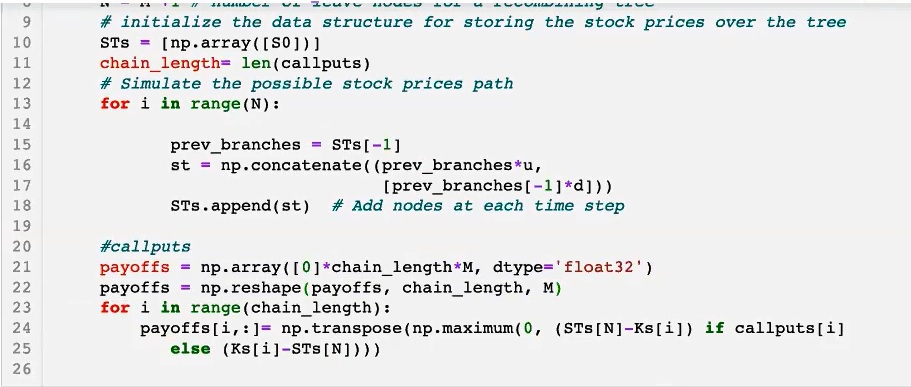 9 # initialize the data structure for storing the stock prices over the tree
10 STs = [np.array([S0])]
11 chain_length= len(callputs)
12 # Simulate the possible stock prices path
13 for i in range(N):
14
15 prev_branches = STs[-1]
16 st = np.concatenate((prev_branches*u,
17 [prev_branches[-1]*d]))
18 STs.append(st) # Add nodes at each time step
19
20 #callputs
21 payoffs = np.array([0]*chain_length*M, dtype='float32')
22 payoffs = np.reshape(payoffs, chain_length, M)
23 for i in range(chain_length):
24 payoffs[i,:]= np.transpose(np.maximum(0, (STs[N]-Ks[i]) if callputs[i]
25 else (Ks[i]-STs[N])))
26